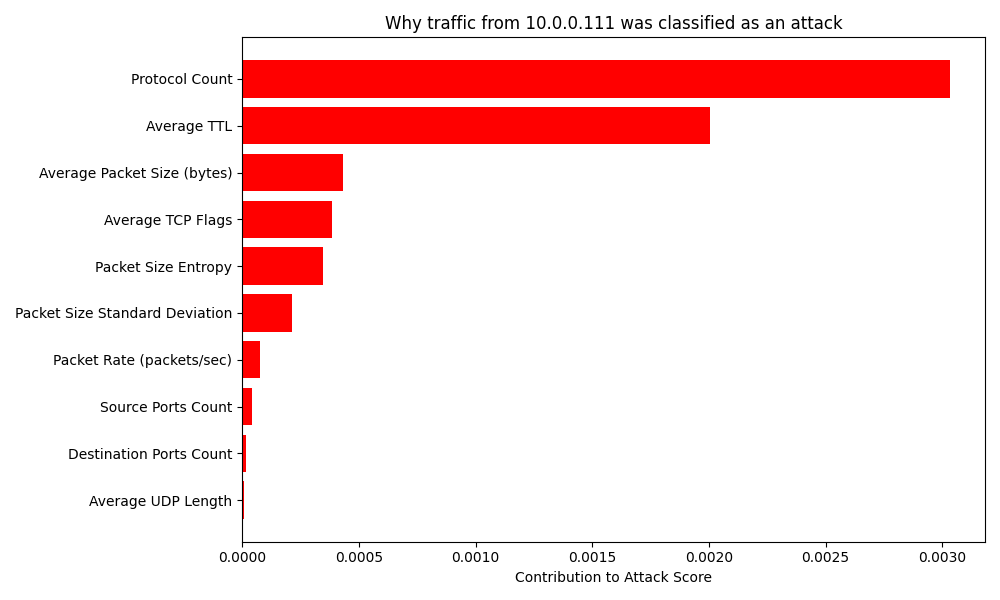 Why traffic from 10.0.0.111 was classified as an attack
Protocol Count
Average TTL
Average Packet Size (bytes)
Average TCP Flags
Packet Size Entropy
Packet Size Standard Deviation
Packet Rate (packets/sec)
Source Ports Count
Destination Ports Count
Average UDP Length
0.0000 0.0005 0.0010 0.0015 0.0020 0.0025 0.0030
Contribution to Attack Score